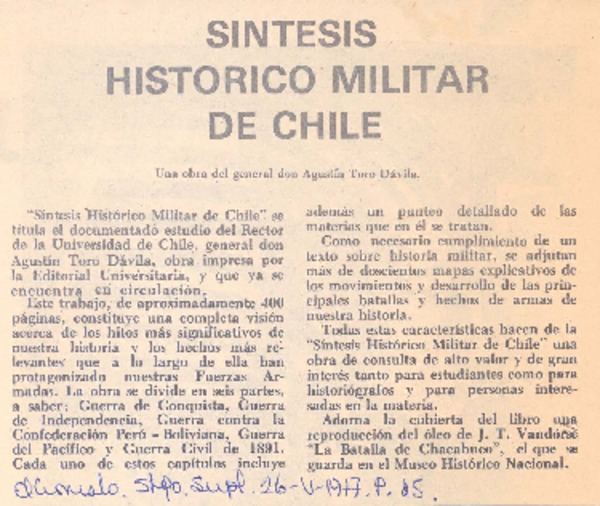 SINTESIS
HISTORICO MILITAR
DE CHILE
Una obra del general don Agustín Toro Dávila.
"Síntesis Histórico Militar de Chile" se
titula el documentado estudio del Rector
de la Universidad de Chile, general don
Agustín Toro Dávila, obra impresa por
la Editorial Universitaria, y que ya se
encuentra en circulación.
Este trabajo, de aproximadamente 400
páginas, constituye una completa visión
acerca de los hitos más significativos de
nuestra historia y los hechos más re-
levantes que a lo largo de ella han
protagonizado nuestras Fuerzas Ar-
madas. La obra se divide en seis partes,
a saber: Guerra de Conquista, Guerra
de Independencia, Guerra contra la
Confederación Perú-Boliviana, Guerra
del Pacífico y Guerra Civil de 1891.
Cada uno de estos capítulos incluye
además un punteo detallado de las
materias que en él se tratan.
Como necesario cumplimiento de un
texto sobre historia militar, se adjuntan
más de doscientos mapas explicativos de
los movimientos y desarrollo de las prin-
cipales batallas y hechos de armas de
nuestra historia.
Todas estas características hacen de la
"Síntesis Histórico Militar de Chile" una
obra de consulta de alto valor y de gran
interés tanto para estudiantes como para
historiógrafos y para personas intere-
sadas en la materia.
Adorna la cubierta del libro una
reproducción del óleo de J. T. Vandorse
"La Batalla de Chacabuco", el que se
guarda en el Museo Histórico Nacional.
Stgo. Supl. 26-V-1977. P. 15.